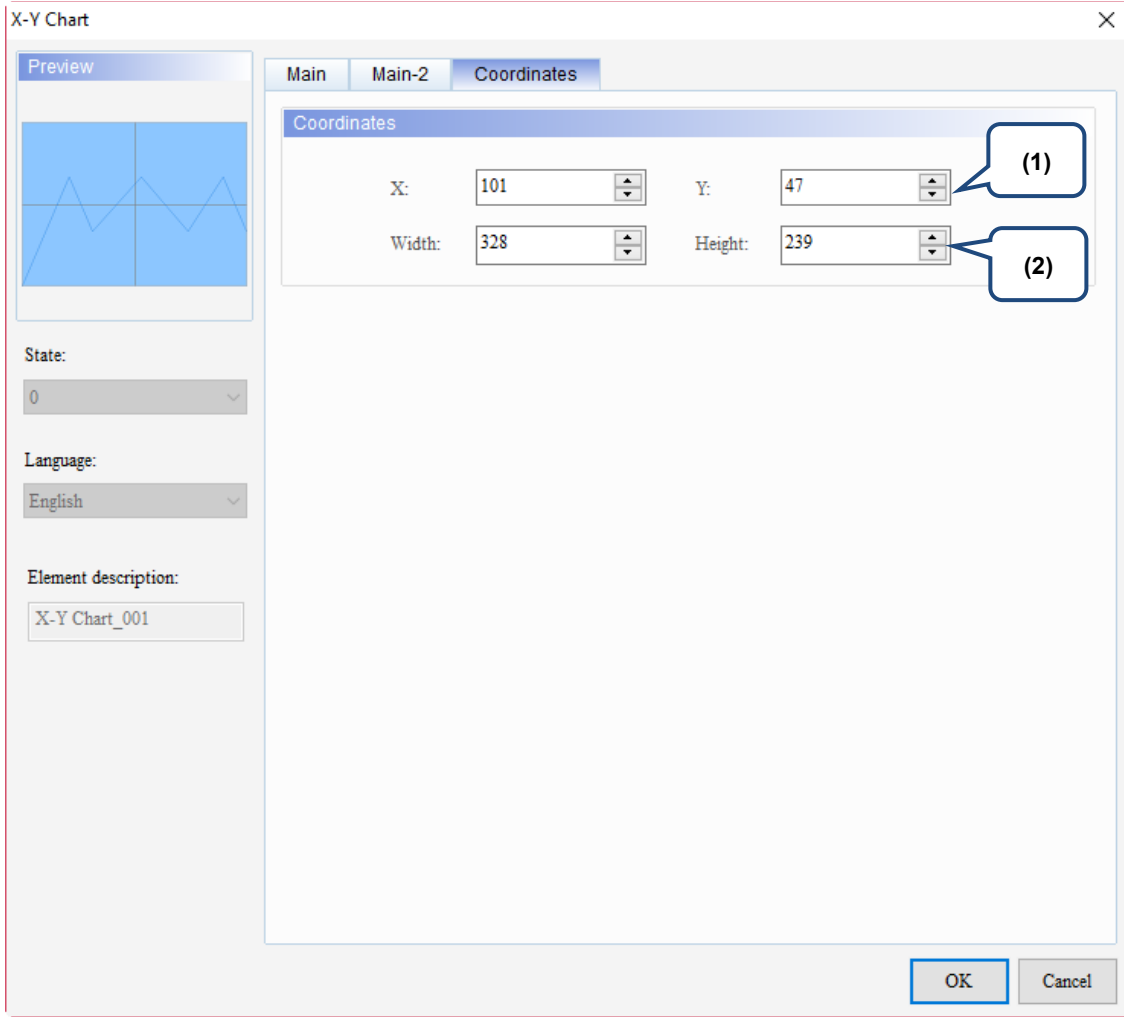 X-Y Chart
Preview
Main Main-2 Coordinates
Coordinates
X: 101 Y: 47
(1)
Width: 328 Height: 239
(2)
State:
0
Language:
English
Element description:
X-Y Chart_001
OK Cancel